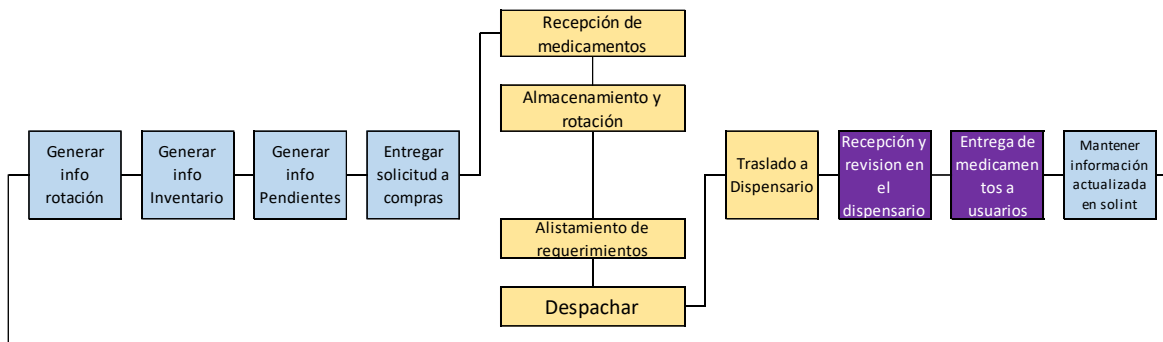 Generar
info
rotación
Generar
info
Inventario
Generar
info
Pendientes
Entregar
solicitud a
compras
Recepción de
medicamentos
Almacenamiento y
rotación
Alistamiento de
requerimientos
Despachar
Traslado a
Dispensario
Recepción y
revision en
el
dispensario
Entrega de
medicamen
tos a
usuarios
Mantener
información
actualizada
en solint